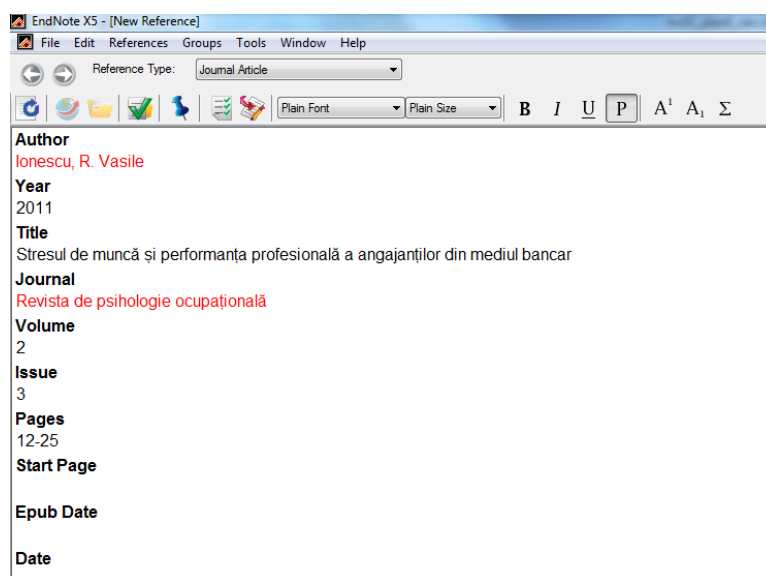 EndNote X5 - [New Reference]
File Edit References Groups Tools Window Help
Reference Type: Journal Article
Plain Font Plain Size B I U P A¹ A₁ Σ
Author
Ionescu, R. Vasile
Year
2011
Title
Stresul de muncă și performanța profesională a angajanților din mediul bancar
Journal
Revista de psihologie ocupațională
Volume
2
Issue
3
Pages
12-25
Start Page
Epub Date
Date